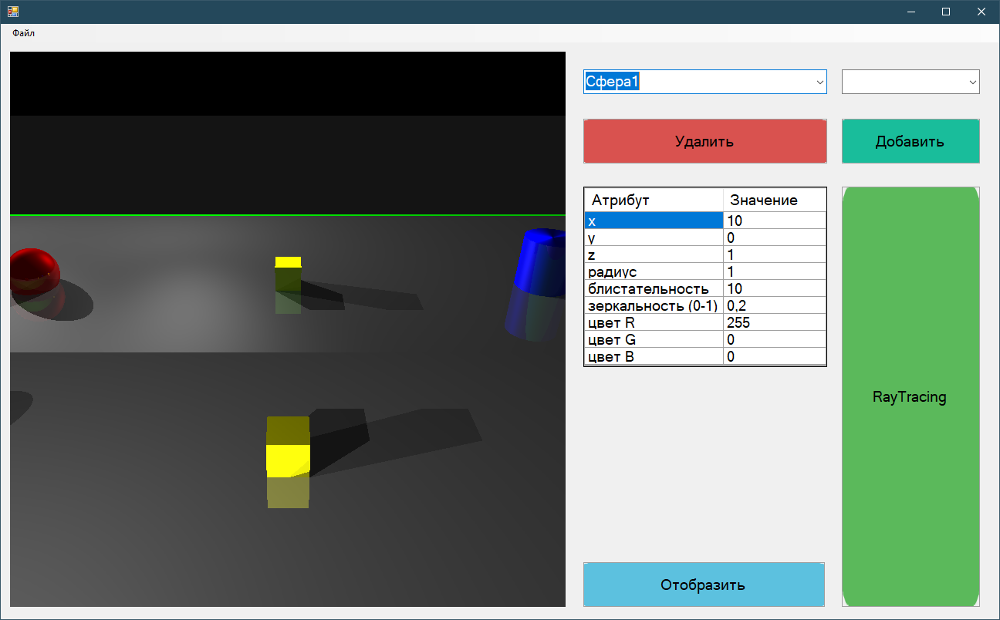 Файл
Сфера1
Удалить
Добавить
Атрибут Значение
x 10
y 0
z 1
радиус 1
блистательность 10
зеркальность (0-1) 0,2
цвет R 255
цвет G 0
цвет B 0
RayTracing
Отобразить